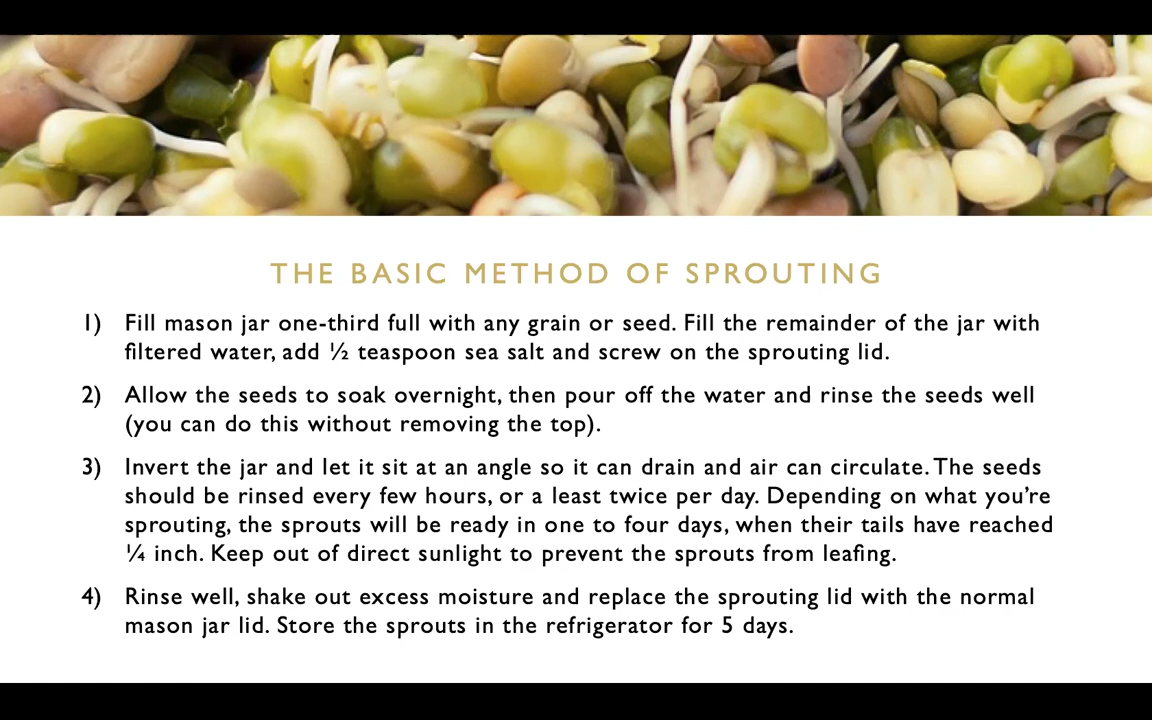 THE BASIC METHOD OF SPROUTING
1) Fill mason jar one-third full with any grain or seed. Fill the remainder of the jar with
filtered water, add ½ teaspoon sea salt and screw on the sprouting lid.
2) Allow the seeds to soak overnight, then pour off the water and rinse the seeds well
(you can do this without removing the top).
3) Invert the jar and let it sit at an angle so it can drain and air can circulate. The seeds
should be rinsed every few hours, or a least twice per day. Depending on what you’re
sprouting, the sprouts will be ready in one to four days, when their tails have reached
¼ inch. Keep out of direct sunlight to prevent the sprouts from leafing.
4) Rinse well, shake out excess moisture and replace the sprouting lid with the normal
mason jar lid. Store the sprouts in the refrigerator for 5 days.